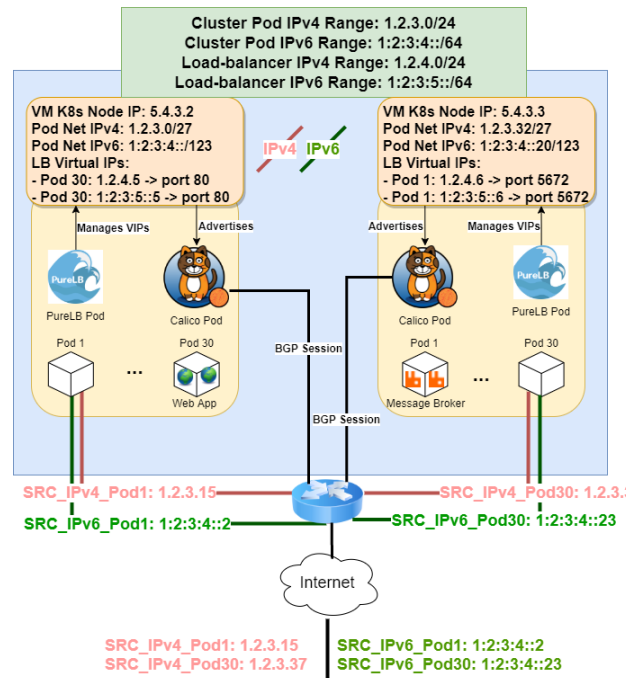 Cluster Pod IPv4 Range: 1.2.3.0/24
Cluster Pod IPv6 Range: 1:2:3:4::/64
Load-balancer IPv4 Range: 1.2.4.0/24
Load-balancer IPv6 Range: 1:2:3:5::/64
VM K8s Node IP: 5.4.3.2
Pod Net IPv4: 1.2.3.0/27
Pod Net IPv6: 1:2:3:4::/123
LB Virtual IPs:
- Pod 30: 1.2.4.5 -> port 80
- Pod 30: 1:2:3:5::5 -> port 80
IPv4
IPv6
VM K8s Node IP: 5.4.3.3
Pod Net IPv4: 1.2.3.32/27
Pod Net IPv6: 1:2:3:4::20/123
LB Virtual IPs:
- Pod 1: 1.2.4.6 -> port 5672
- Pod 1: 1:2:3:5::6 -> port 5672
Manages VIPs
Advertises
Advertises
Manages VIPs
PureLB
PureLB Pod
Calico Pod
Calico Pod
PureLB
PureLB Pod
Pod 1
...
Pod 30
Web App
BGP Session
Pod 1
Message Broker
...
Pod 30
BGP Session
SRC_IPv4_Pod1: 1.2.3.15
SRC_IPv6_Pod1: 1:2:3:4::2
SRC_IPv4_Pod30: 1.2.3.
SRC_IPv6_Pod30: 1:2:3:4::23
Internet
SRC_IPv4_Pod1: 1.2.3.15
SRC_IPv4_Pod30: 1.2.3.37
SRC_IPv6_Pod1: 1:2:3:4::2
SRC_IPv6_Pod30: 1:2:3:4::23